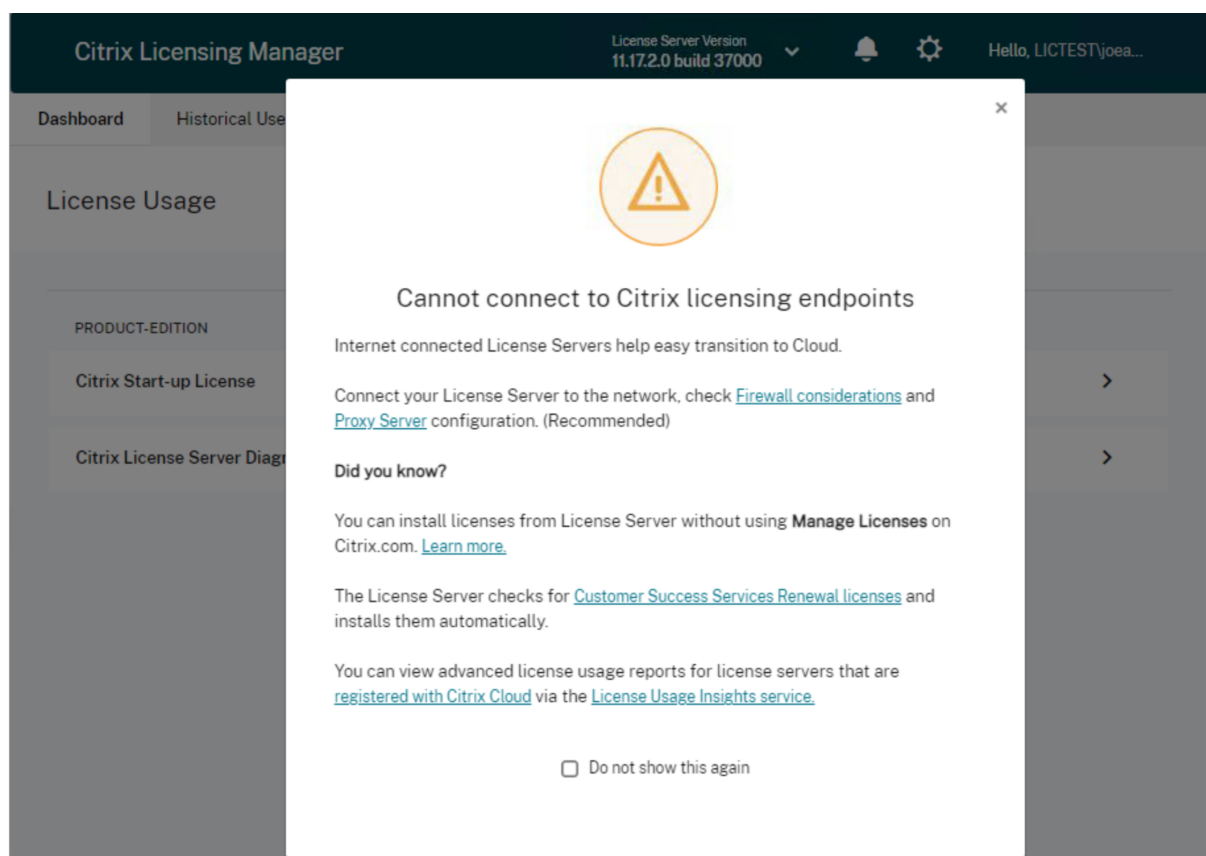 Citrix Licensing Manager
License Server Version
11.17.2.0 build 37000
Hello, LICTEST\joea...
Dashboard
Historical Use
License Usage
PRODUCT-EDITION
Citrix Start-up License
Citrix License Server Diagn
×
Cannot connect to Citrix licensing endpoints
Internet connected License Servers help easy transition to Cloud.
Connect your License Server to the network, check Firewall considerations and
Proxy Server configuration. (Recommended)
Did you know?
You can install licenses from License Server without using Manage Licenses on
Citrix.com. Learn more.
The License Server checks for Customer Success Services Renewal licenses and
installs them automatically.
You can view advanced license usage reports for license servers that are
registered with Citrix Cloud via the License Usage Insights service.
Do not show this again